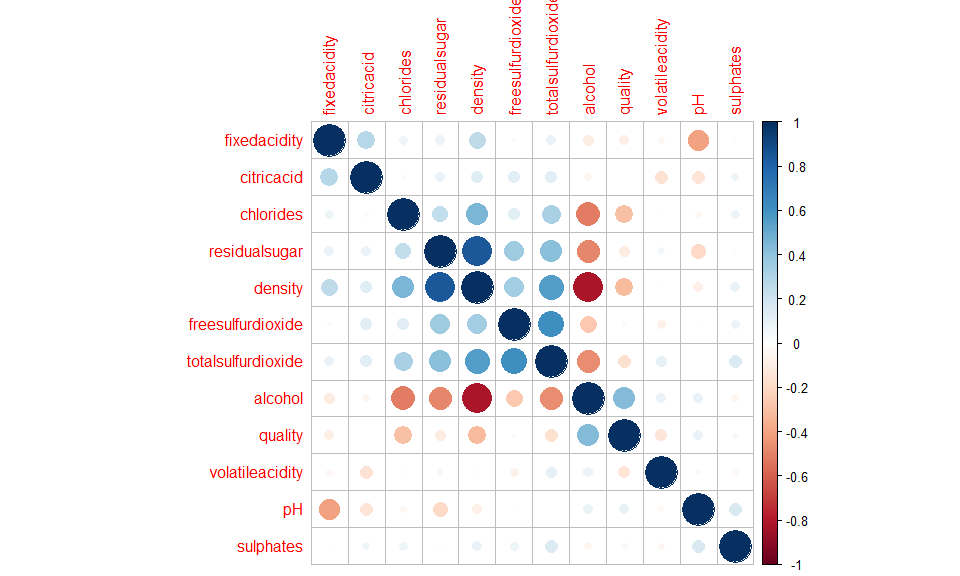 fixedacidity
citricacid
chlorides
residualsugar
density
freesulfurdioxide
totalsulfurdioxide
alcohol
quality
volatileacidity
pH
sulphates
fixedacidity
citricacid
chlorides
residualsugar
density
freesulfurdioxide
totalsulfurdioxide
alcohol
quality
volatileacidity
pH
sulphates
1
0.8
0.6
0.4
0.2
0
-0.2
-0.4
-0.6
-0.8
-1